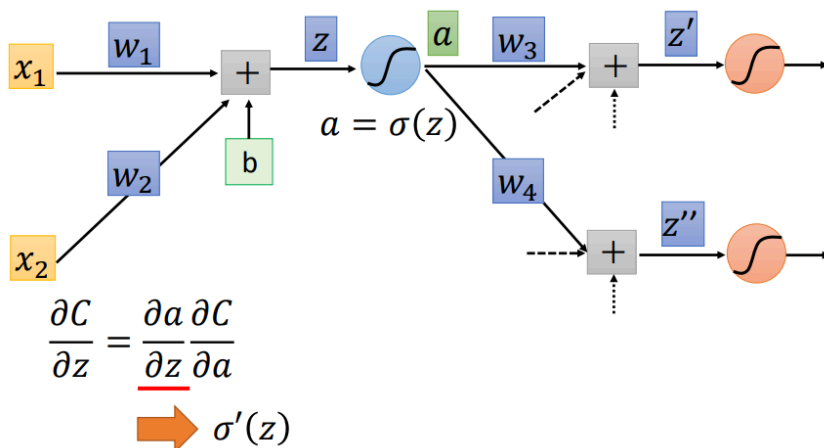 x₁ w₁ + z a w₃ + z′
a = σ(z)
w₂ b w₄
x₂ + z′′
∂C/∂z = ∂a/∂z ∂C/∂a
σ′(z)